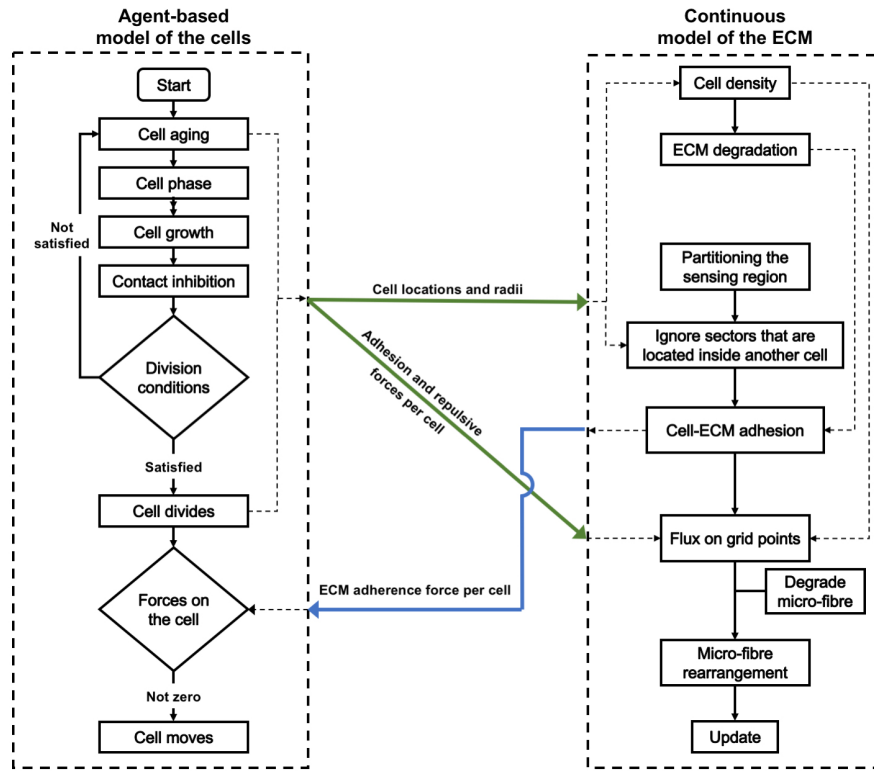 Agent-based
model of the cells
Start
Cell aging
Cell phase
Cell growth
Contact inhibition
Not
satisfied
Division
conditions
Satisfied
Cell divides
Forces on
the cell
Not zero
Cell moves
Cell locations and radii
Adhesion and repulsive
forces per cell
ECM adherence force per cell
Continuous
model of the ECM
Cell density
ECM degradation
Partitioning the
sensing region
Ignore sectors that are
located inside another cell
Cell-ECM adhesion
Flux on grid points
Degrade
micro-fibre
Micro-fibre
rearrangement
Update